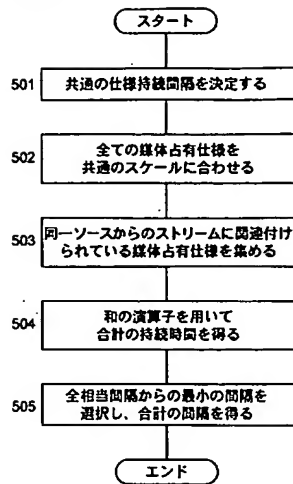 スタート
501
共通の仕様持続間隔を決定する
502
全ての媒体占有仕様を
共通のスケールに合わせる
503
同一ソースからのストリームに関連付け
られている媒体占有仕様を集める
504
和の演算子を用いて
合計の持続時間を得る
505
全相当間隔からの最小の間隔を
選択し、合計の間隔を得る
エンド